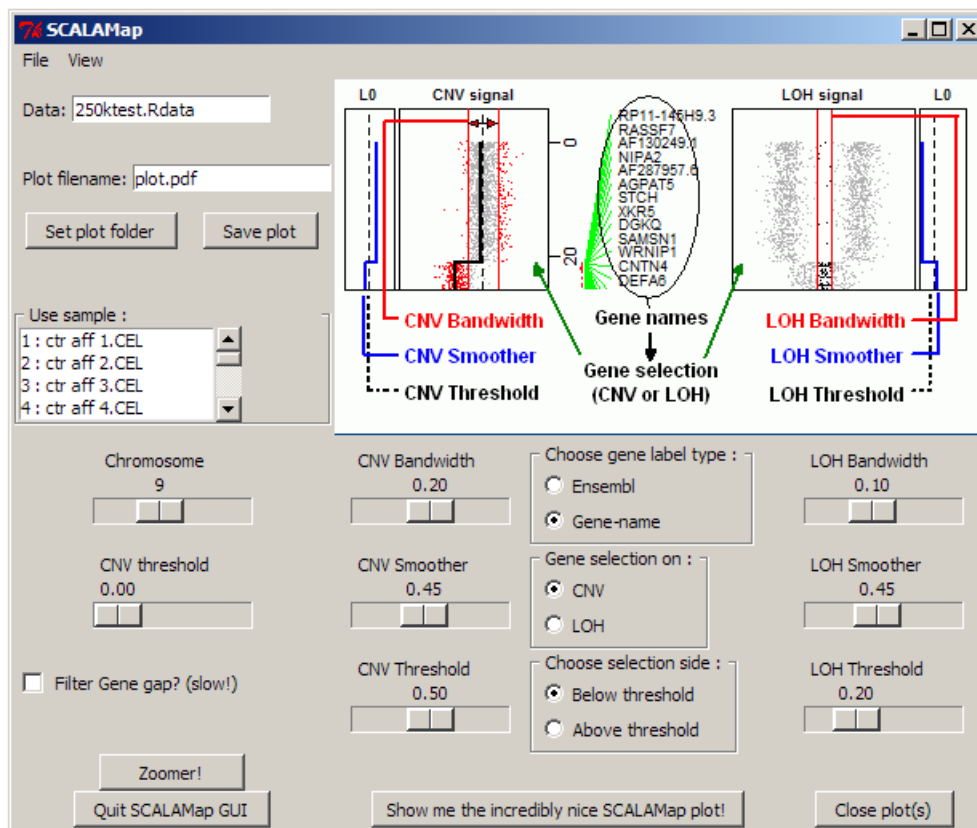 SCALAMap
File View
Data: 250ktest.Rdata
Plot filename: plot.pdf
Set plot folder
Save plot
Use sample :
1 : ctr aff 1.CEL
2 : ctr aff 2.CEL
3 : ctr aff 3.CEL
4 : ctr aff 4.CEL
L0
CNV signal
LOH signal
L0
0
20
RP11-145H9.3
RASSF7
AF130249.1
NIPA2
AF287957.6
AGPAT5
STCH
XKR5
DGKQ
SAMSN1
WRNIP1
CNTN4
DEFA6
CNV Bandwidth
CNV Smoother
CNV Threshold
Gene names
Gene selection
(CNV or LOH)
LOH Bandwidth
LOH Smoother
LOH Threshold
Chromosome
9
CNV threshold
0.00
Filter Gene gap? (slow!)
CNV Bandwidth
0.20
CNV Smoother
0.45
CNV Threshold
0.50
Choose gene label type :
Ensembl
Gene-name
Gene selection on :
CNV
LOH
Choose selection side :
Below threshold
Above threshold
LOH Bandwidth
0.10
LOH Smoother
0.45
LOH Threshold
0.20
Zoomer!
Quit SCALAMap GUI
Show me the incredibly nice SCALAMap plot!
Close plot(s)